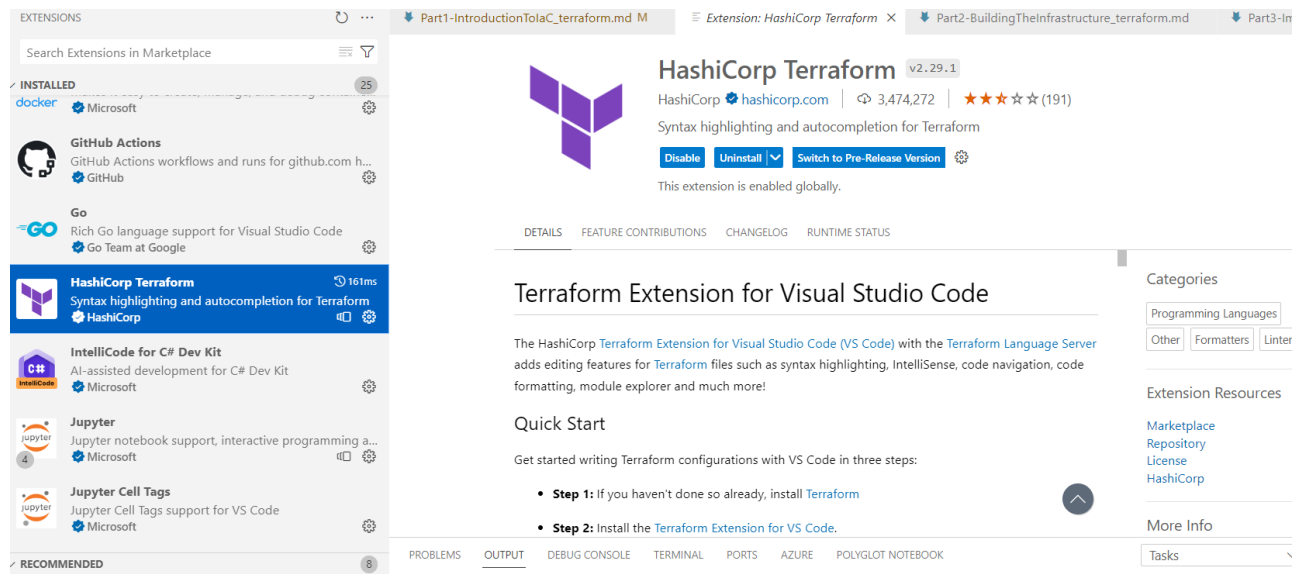 EXTENSIONS
Part1-IntroductionToIaC_terraform.md M
Extension: HashiCorp Terraform
Part2-BuildingTheInfrastructure_terraform.md
Search Extensions in Marketplace
INSTALLED
25
docker
Microsoft
GitHub Actions
GitHub Actions workflows and runs for github.com h...
GitHub
Go
GO
Rich Go language support for Visual Studio Code
Go Team at Google
HashiCorp Terraform
161ms
Syntax highlighting and autocompletion for Terraform
HashiCorp
IntelliCode for C# Dev Kit
C#
IntelliCode
AI-assisted development for C# Dev Kit
Microsoft
Jupyter
jupyter
Jupyter notebook support, interactive programming a...
4
Microsoft
Jupyter Cell Tags
jupyter
Jupyter Cell Tags support for VS Code
Microsoft
RECOMMENDED
8
HashiCorp Terraform v2.29.1
HashiCorp hashicorp.com 3,474,272 (191)
Syntax highlighting and autocompletion for Terraform
Disable Uninstall Switch to Pre-Release Version
This extension is enabled globally.
DETAILS FEATURE CONTRIBUTIONS CHANGELOG RUNTIME STATUS
Terraform Extension for Visual Studio Code
The HashiCorp Terraform Extension for Visual Studio Code (VS Code) with the Terraform Language Server
adds editing features for Terraform files such as syntax highlighting, IntelliSense, code navigation, code
formatting, module explorer and much more!
Quick Start
Get started writing Terraform configurations with VS Code in three steps:
• Step 1: If you haven't done so already, install Terraform
• Step 2: Install the Terraform Extension for VS Code.
Categories
Programming Languages
Other Formatters
Extension Resources
Marketplace
Repository
License
HashiCorp
More Info
PROBLEMS OUTPUT DEBUG CONSOLE TERMINAL PORTS AZURE POLYGLOT NOTEBOOK
Tasks